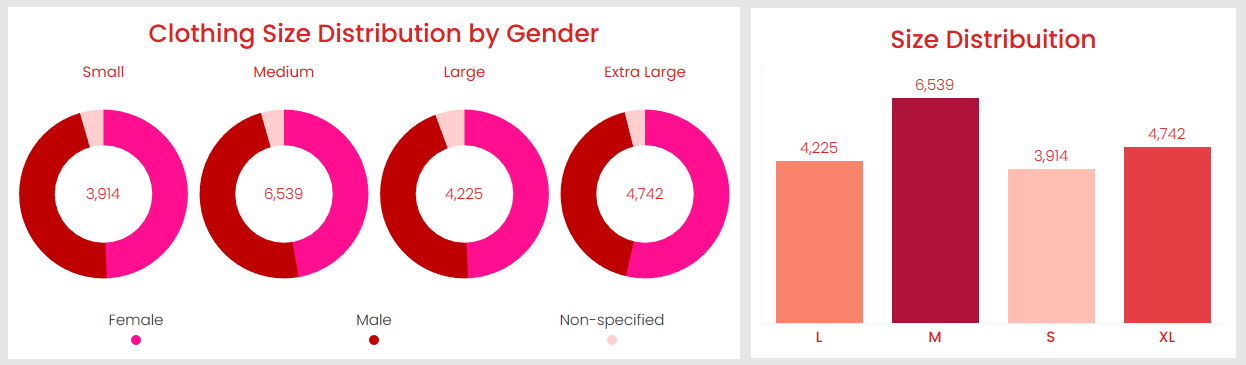 Clothing Size Distribution by Gender
Small
Medium
Large
Extra Large
3,914
6,539
4,225
4,742
Female
Male
Non-specified
Size Distribuition
4,225
6,539
3,914
4,742
L
M
S
XL